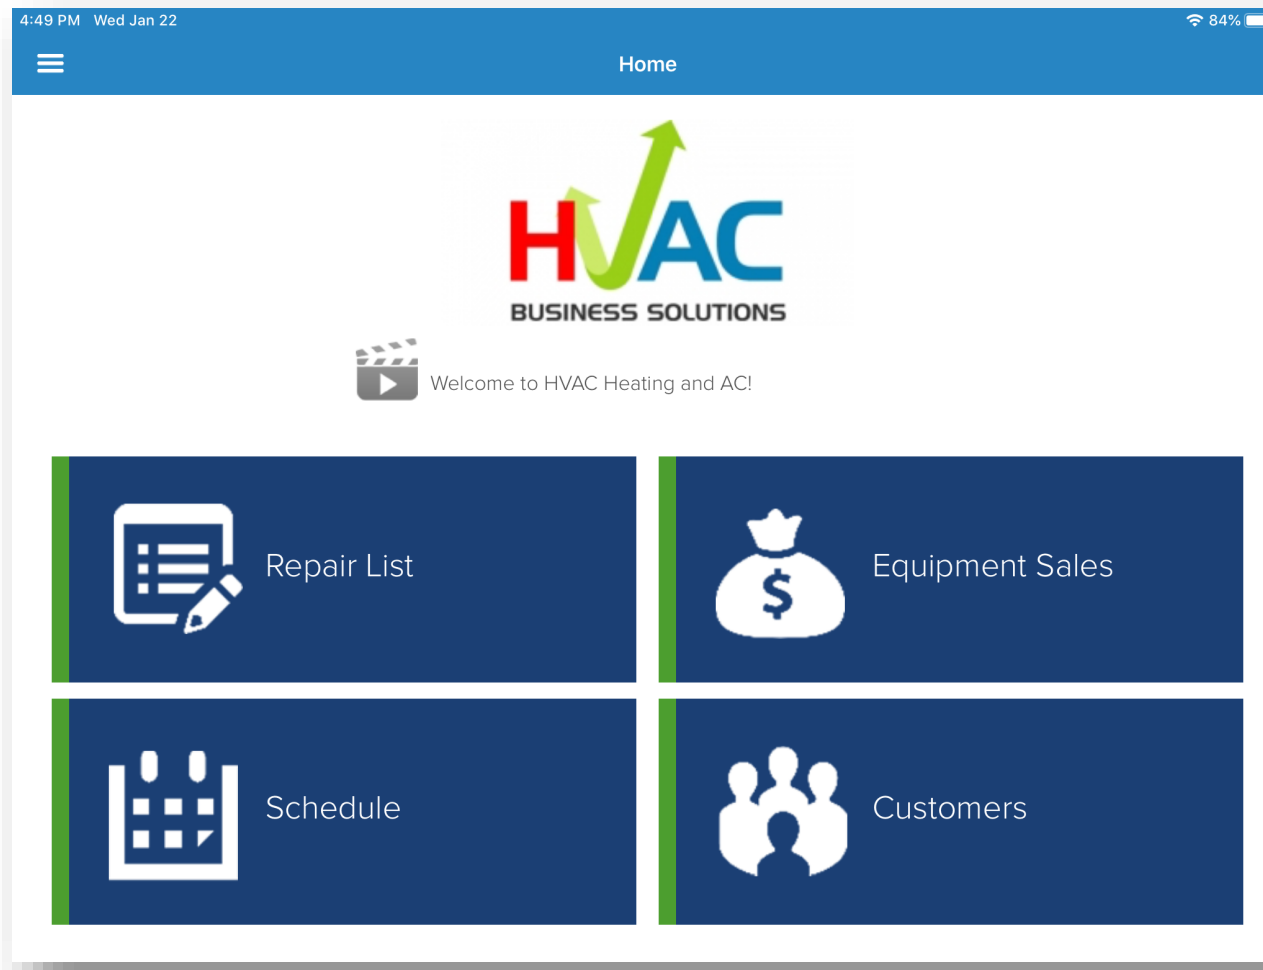 4:49 PM Wed Jan 22 84%
Home
HVAC
BUSINESS SOLUTIONS
Welcome to HVAC Heating and AC!
Repair List
Equipment Sales
$
Schedule
Customers